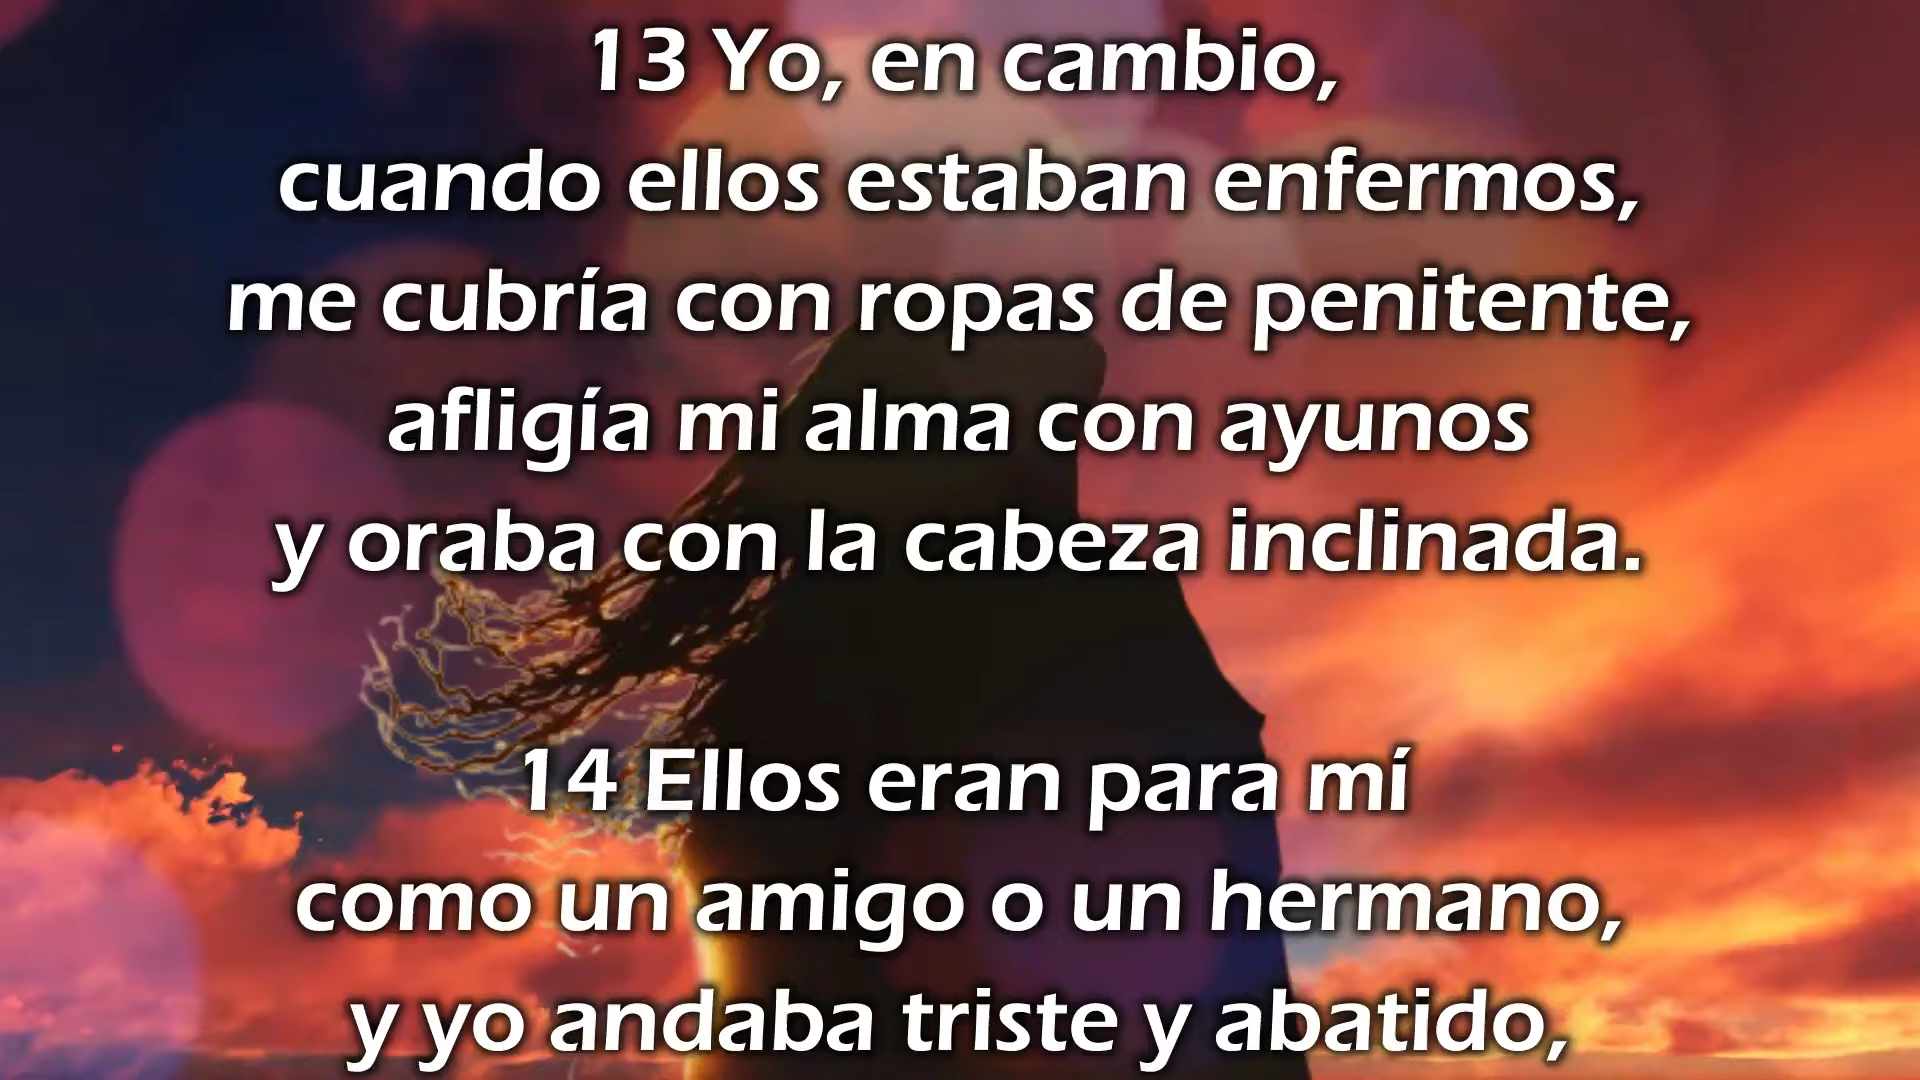 13 Yo, en cambio,
cuando ellos estaban enfermos,
me cubría con ropas de penitente,
afligía mi alma con ayunos
y oraba con la cabeza inclinada.
14 Ellos eran para mí
como un amigo o un hermano,
y yo andaba triste y abatido,